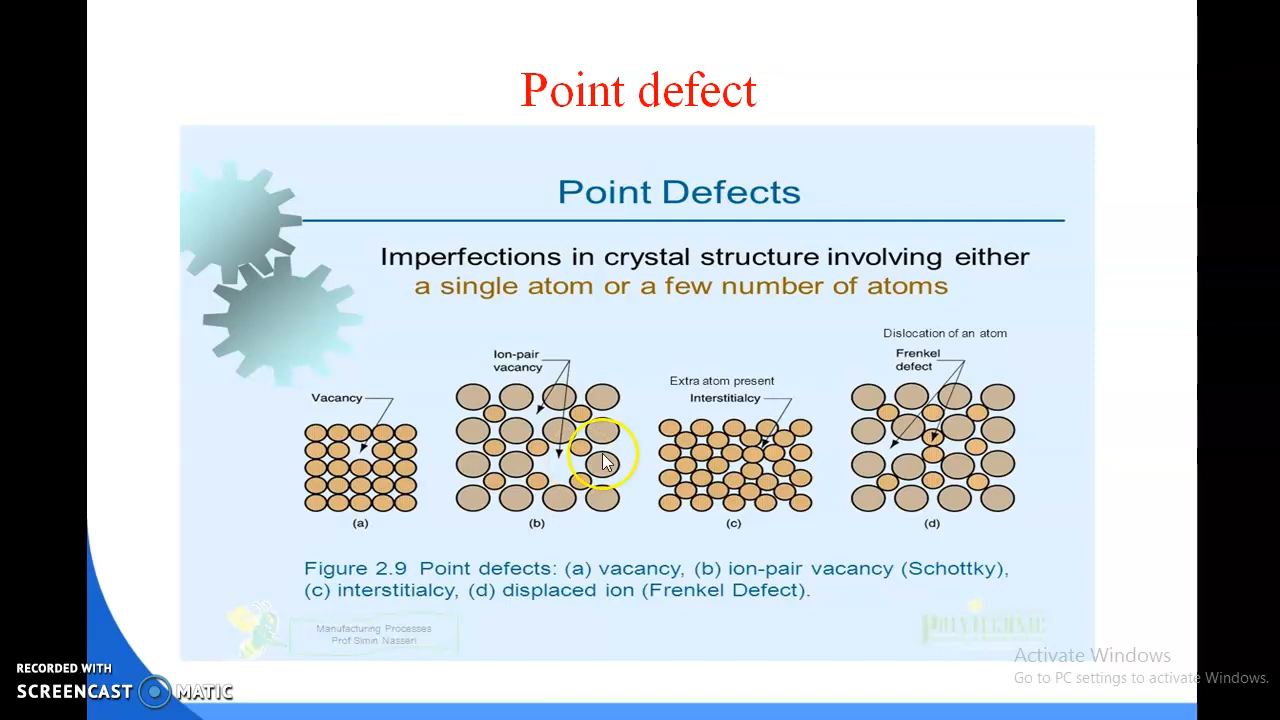 Point defect
Point Defects
Imperfections in crystal structure involving either
a single atom or a few number of atoms
Dislocation of an atom
Ion-pair
vacancy
Frenkel
defect
Extra atom present
Vacancy
Interstitialcy
(a)
(b)
(c)
(d)
Figure 2.9 Point defects: (a) vacancy, (b) ion-pair vacancy (Schottky),
(c) interstitialcy, (d) displaced ion (Frenkel Defect).
Manufacturing Processes
Prof Simin Nasseri
Activate Windows
Go to PC settings to activate Windows.
RECORDED WITH
SCREENCAST MATIC